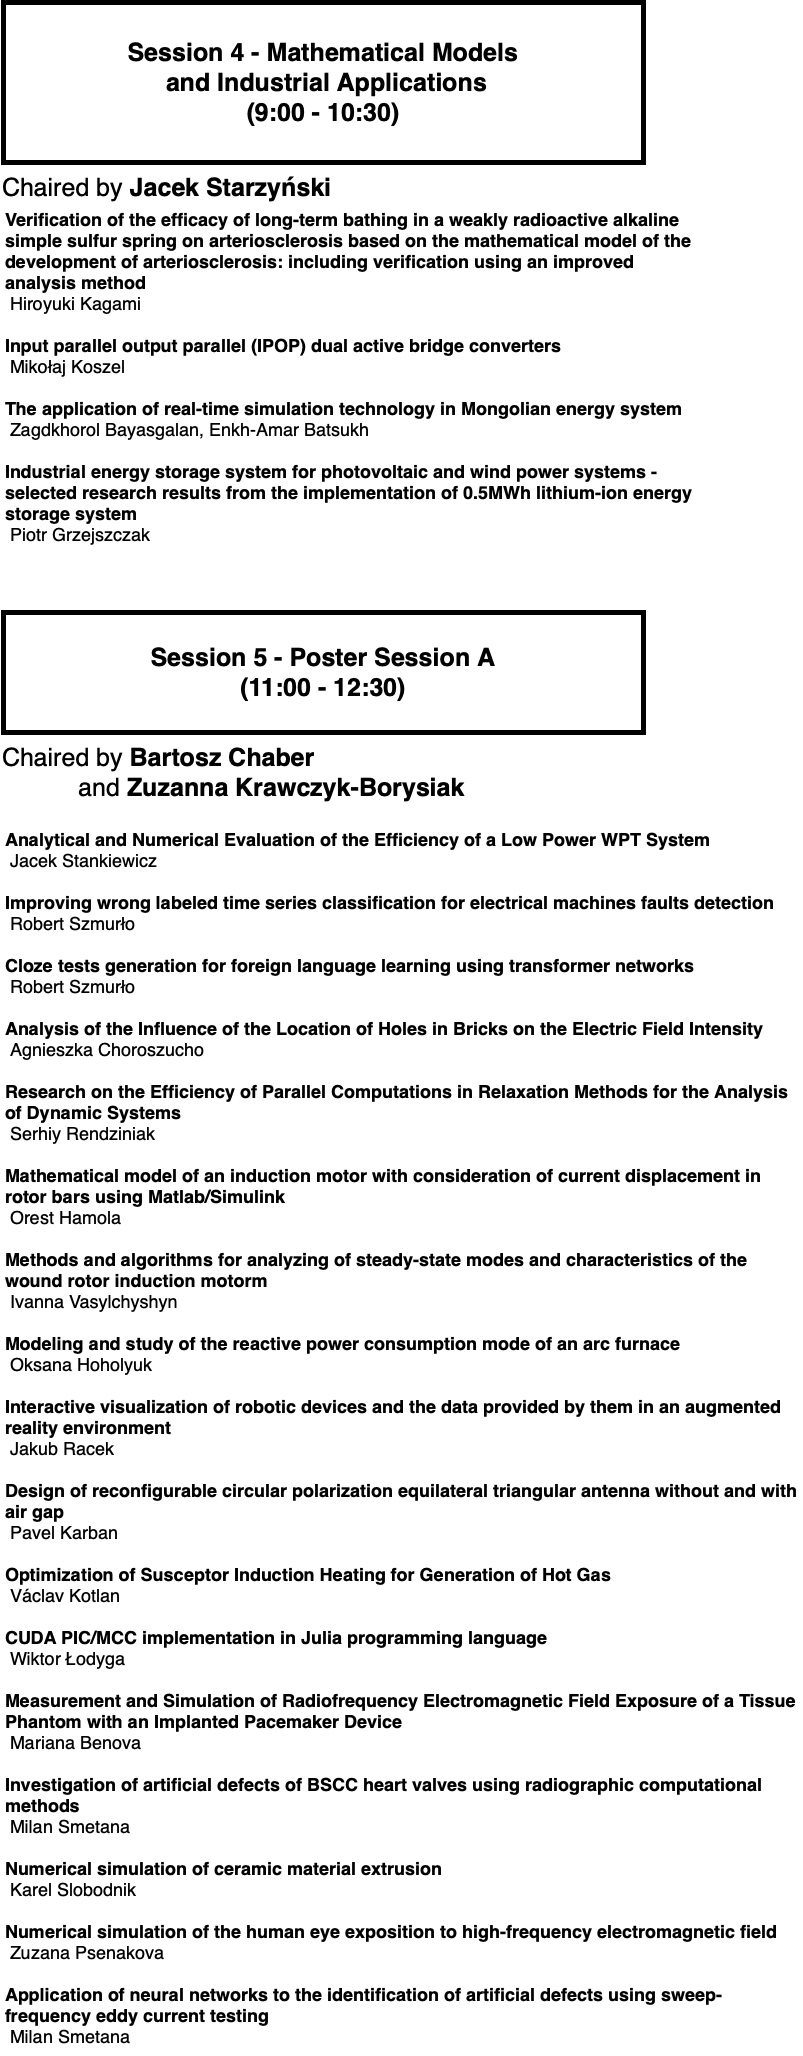 Session 4 - Mathematical Models
and Industrial Applications
(9:00 - 10:30)
Chaired by Jacek Starzyński
Verification of the efficacy of long-term bathing in a weakly radioactive alkaline
simple sulfur spring on arteriosclerosis based on the mathematical model of the
development of arteriosclerosis: including verification using an improved
analysis method
Hiroyuki Kagami
Input parallel output parallel (IPOP) dual active bridge converters
Mikołaj Koszel
The application of real-time simulation technology in Mongolian energy system
Zagdkhorol Bayasgalan, Enkh-Amar Batsukh
Industrial energy storage system for photovoltaic and wind power systems -
selected research results from the implementation of 0.5MWh lithium-ion energy
storage system
Piotr Grzejszczak
Session 5 - Poster Session A
(11:00 - 12:30)
Chaired by Bartosz Chaber
and Zuzanna Krawczyk-Borysiak
Analytical and Numerical Evaluation of the Efficiency of a Low Power WPT System
Jacek Stankiewicz
Improving wrong labeled time series classification for electrical machines faults detection
Robert Szmurło
Cloze tests generation for foreign language learning using transformer networks
Robert Szmurło
Analysis of the Influence of the Location of Holes in Bricks on the Electric Field Intensity
Agnieszka Choroszucho
Research on the Efficiency of Parallel Computations in Relaxation Methods for the Analysis
of Dynamic Systems
Serhiy Rendziniak
Mathematical model of an induction motor with consideration of current displacement in
rotor bars using Matlab/Simulink
Orest Hamola
Methods and algorithms for analyzing of steady-state modes and characteristics of the
wound rotor induction motorm
Ivanna Vasylchyshyn
Modeling and study of the reactive power consumption mode of an arc furnace
Oksana Hoholyuk
Interactive visualization of robotic devices and the data provided by them in an augmented
reality environment
Jakub Racek
Design of reconfigurable circular polarization equilateral triangular antenna without and with
air gap
Pavel Karban
Optimization of Susceptor Induction Heating for Generation of Hot Gas
Václav Kotlan
CUDA PIC/MCC implementation in Julia programming language
Wiktor Łodyga
Measurement and Simulation of Radiofrequency Electromagnetic Field Exposure of a Tissue
Phantom with an Implanted Pacemaker Device
Mariana Benova
Investigation of artificial defects of BSCC heart valves using radiographic computational
methods
Milan Smetana
Numerical simulation of ceramic material extrusion
Karel Slobodnik
Numerical simulation of the human eye exposition to high-frequency electromagnetic field
Zuzana Psenakova
Application of neural networks to the identification of artificial defects using sweep-
frequency eddy current testing
Milan Smetana